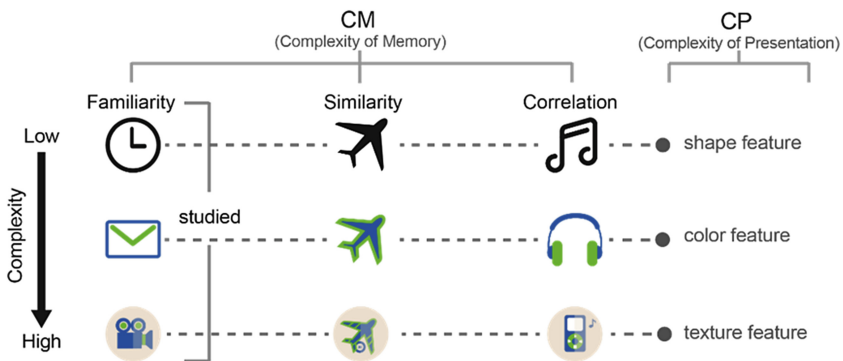 CM
(Complexity of Memory)
CP
(Complexity of Presentation)
Familiarity
Similarity
Correlation
Low
shape feature
Complexity
studied
color feature
High
texture feature